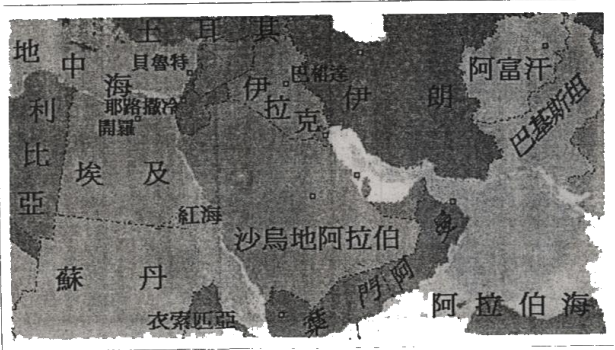 土耳其
地中海
貝魯特
巴格達
伊拉克
伊朗
阿富汗
巴基斯坦
耶路撒冷
開羅
利比亞
埃及
紅海
沙烏地阿拉伯
蘇丹
衣索匹亞
葉門
阿曼
阿拉伯海